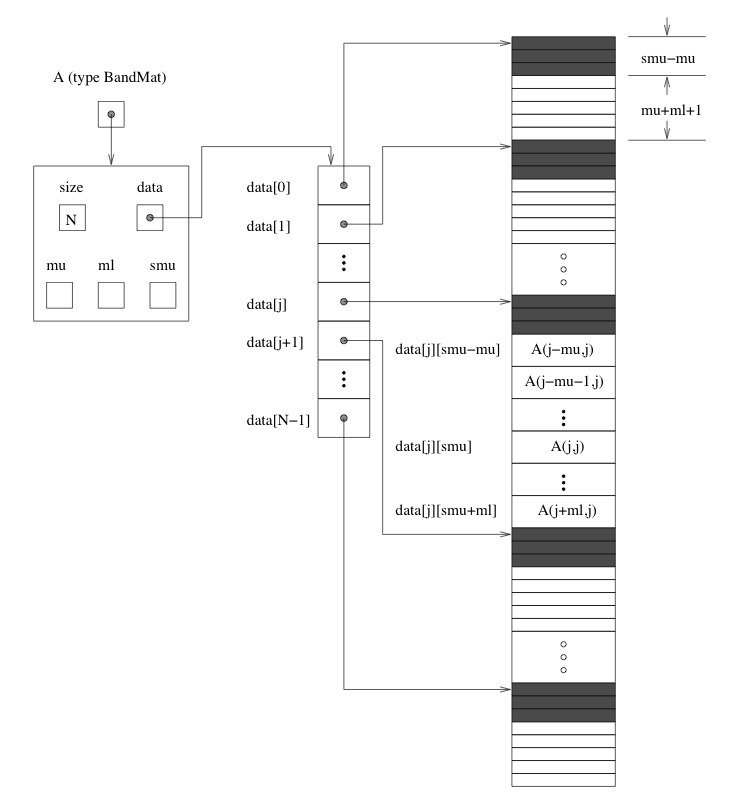 A (type BandMat)
size
data
N
mu
ml
smu
data[0]
data[1]
data[j]
data[j+1]
data[N−1]
data[j][smu−mu]
data[j][smu]
data[j][smu+ml]
A(j−mu,j)
A(j−mu−1,j)
A(j,j)
A(j+ml,j)
smu−mu
mu+ml+1